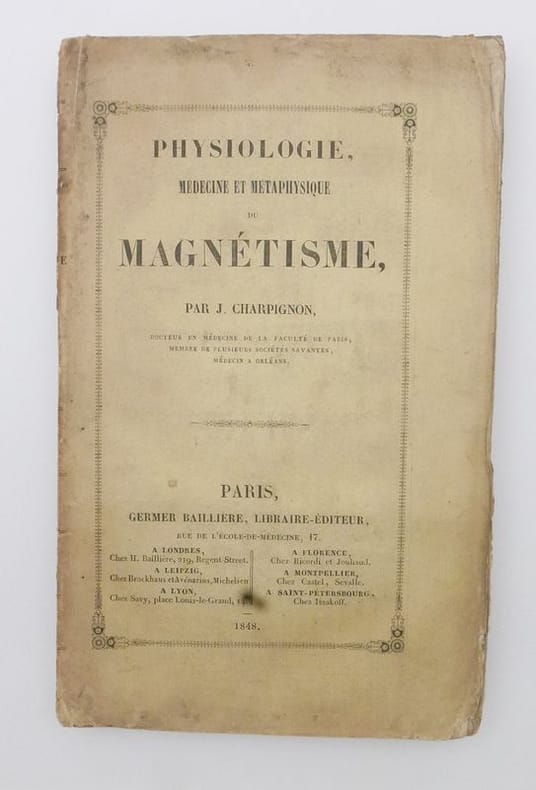 PHYSIOLOGIE,
MÉDECINE ET MÉTAPHYSIQUE
DU
MAGNÉTISME,
PAR J. CHARPIGNON,
DOCTEUR EN MÉDECINE DE LA FACULTÉ DE PARIS,
MEMBRE DE PLUSIEURS SOCIÉTÉS SAVANTES,
MÉDECIN A ORLÉANS.
PARIS,
GERMER BAILLIÈRE, LIBRAIRE-ÉDITEUR,
RUE DE L'ÉCOLE-DE-MÉDECINE, 17.
A LONDRES,
Chez H. Baillière, 219, Regent-Street.
A LEIPZIG,
Chez Brockhaus et Avénarius, Michelsen
A LYON,
Chez Savy, place Louis-le-Grand,
A FLORENCE,
Chez Ricordi et Jouhaud.
A MONTPELLIER,
Chez Castel, Sevalle.
A SAINT-PÉTERSBOURG,
Chez Issakoff.
1848.
E